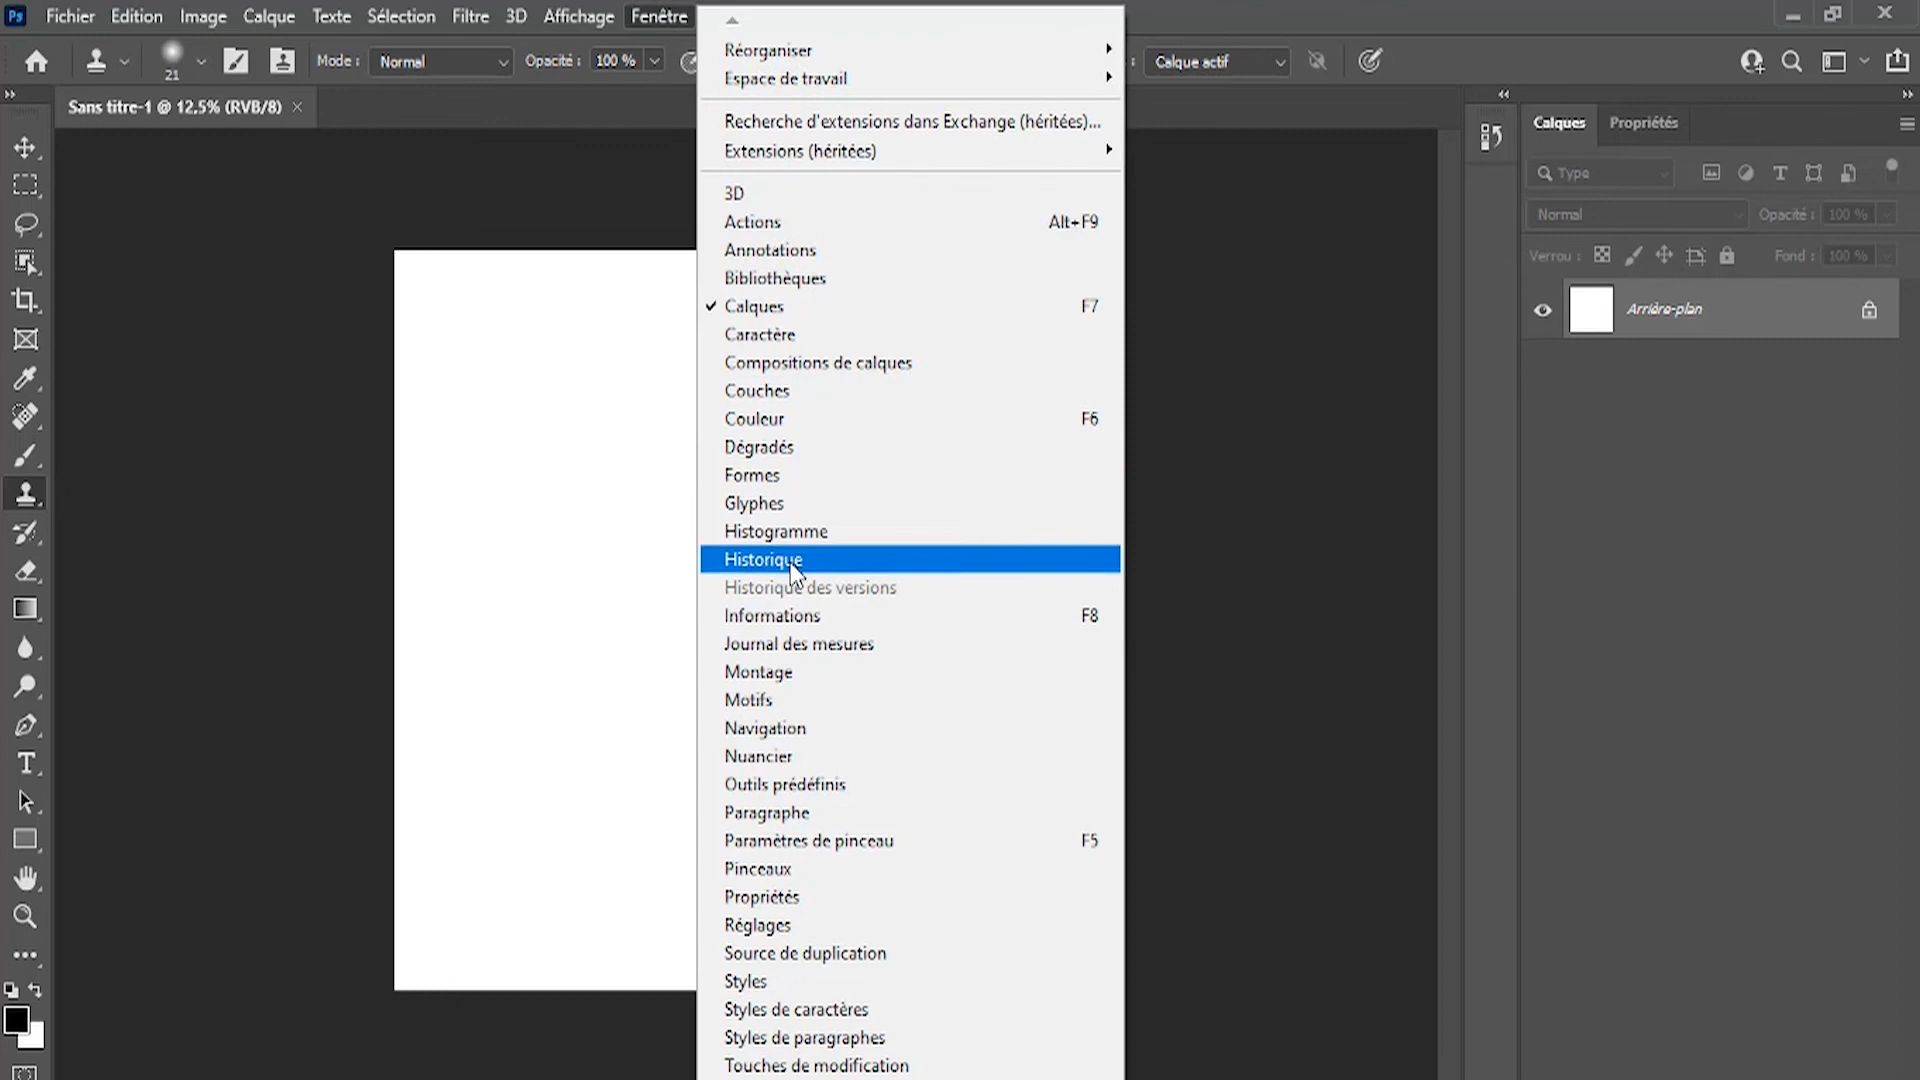 Ps Fichier Edition Image Calque Texte Sélection Filtre 3D Affichage Fenêtre
21 Mode : Normal Opacité : 100 % : Calque actif
Sans titre-1 @ 12,5% (RVB/8)
Réorganiser
Espace de travail
Recherche d'extensions dans Exchange (héritées)...
Extensions (héritées)
3D
Actions Alt+F9
Annotations
Bibliothèques
Calques F7
Caractère
Compositions de calques
Couches
Couleur F6
Dégradés
Formes
Glyphes
Histogramme
Historique
Historique des versions
Informations F8
Journal des mesures
Montage
Motifs
Navigation
Nuancier
Outils prédéfinis
Paragraphe
Paramètres de pinceau F5
Pinceaux
Propriétés
Réglages
Source de duplication
Styles
Styles de caractères
Styles de paragraphes
Touches de modification
Calques Propriétés
Type
Normal Opacité : 100 %
Verrou : Fond : 100 %
Arrière-plan